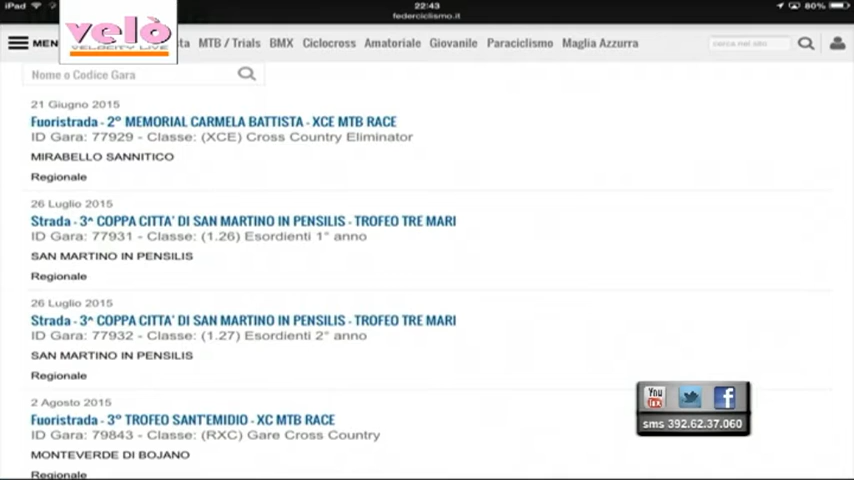 iPad
22:43
80%
federciclismo.it
velò
VELOCITY LIVE
MEN
ta
MTB / Trials
BMX
Ciclocross
Amatoriale
Giovanile
Paraciclismo
Maglia Azzurra
cerca nel sito
Nome o Codice Gara
21 Giugno 2015
Fuoristrada - 2° MEMORIAL CARMELA BATTISTA - XCE MTB RACE
ID Gara: 77929 - Classe: (XCE) Cross Country Eliminator
MIRABELLO SANNITICO
Regionale
26 Luglio 2015
Strada - 3^ COPPA CITTA' DI SAN MARTINO IN PENSILIS - TROFEO TRE MARI
ID Gara: 77931 - Classe: (1.26) Esordienti 1° anno
SAN MARTINO IN PENSILIS
Regionale
26 Luglio 2015
Strada - 3^ COPPA CITTA' DI SAN MARTINO IN PENSILIS - TROFEO TRE MARI
ID Gara: 77932 - Classe: (1.27) Esordienti 2° anno
SAN MARTINO IN PENSILIS
Regionale
2 Agosto 2015
Fuoristrada - 3° TROFEO SANT'EMIDIO - XC MTB RACE
ID Gara: 79843 - Classe: (RXC) Gare Cross Country
MONTEVERDE DI BOJANO
Regionale
You
f
sms 392.62.37.060